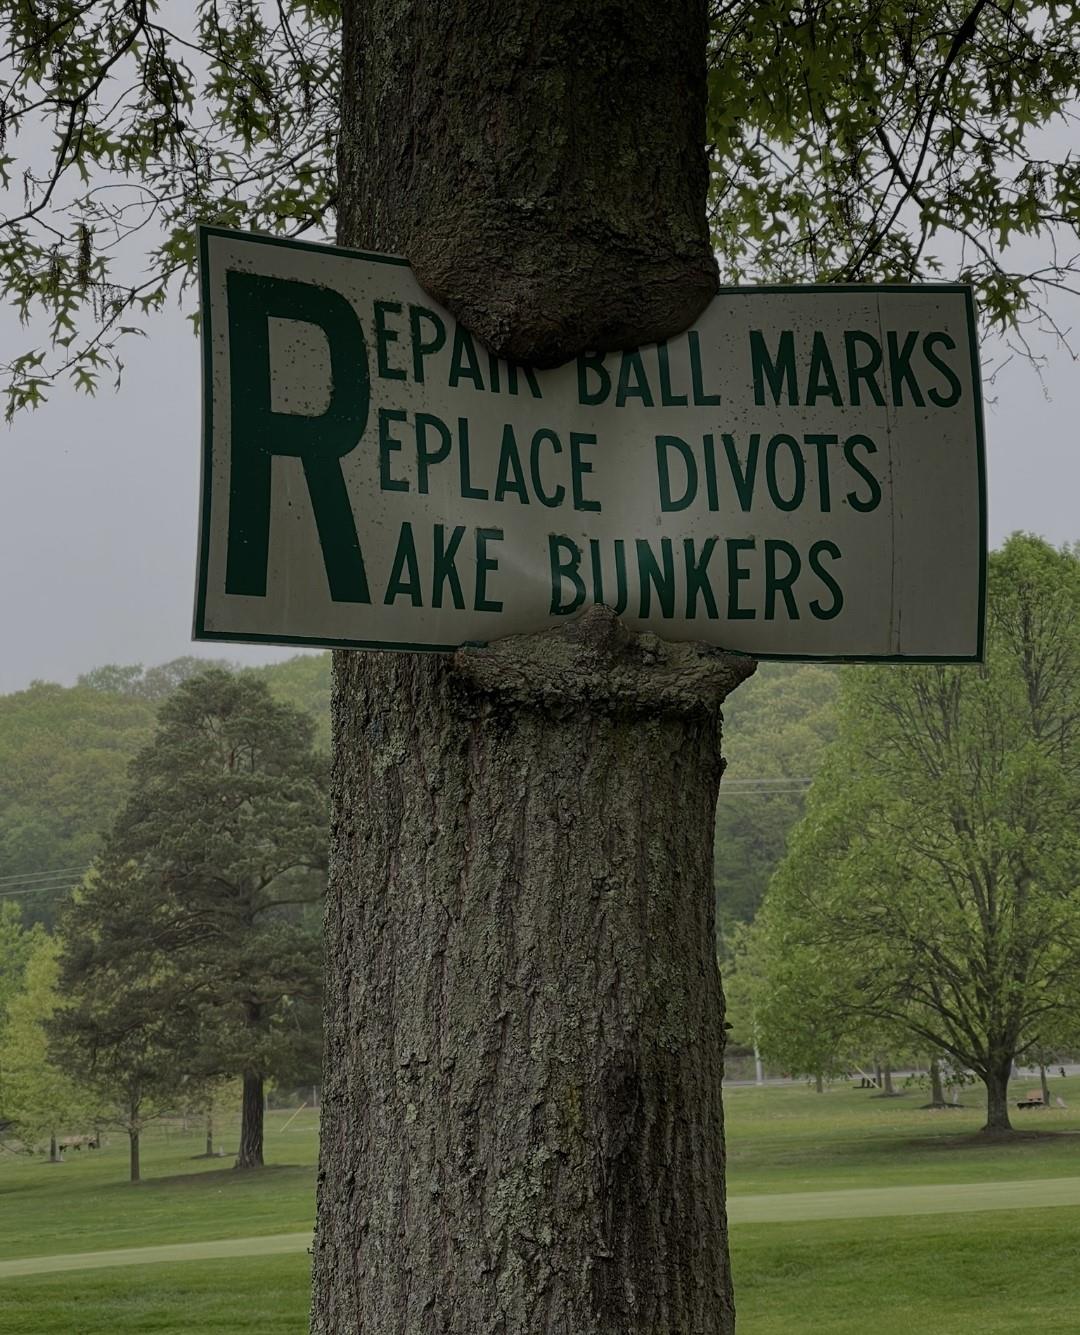 REPAIR BALL MARKS
REPLACE DIVOTS
RAKE BUNKERS